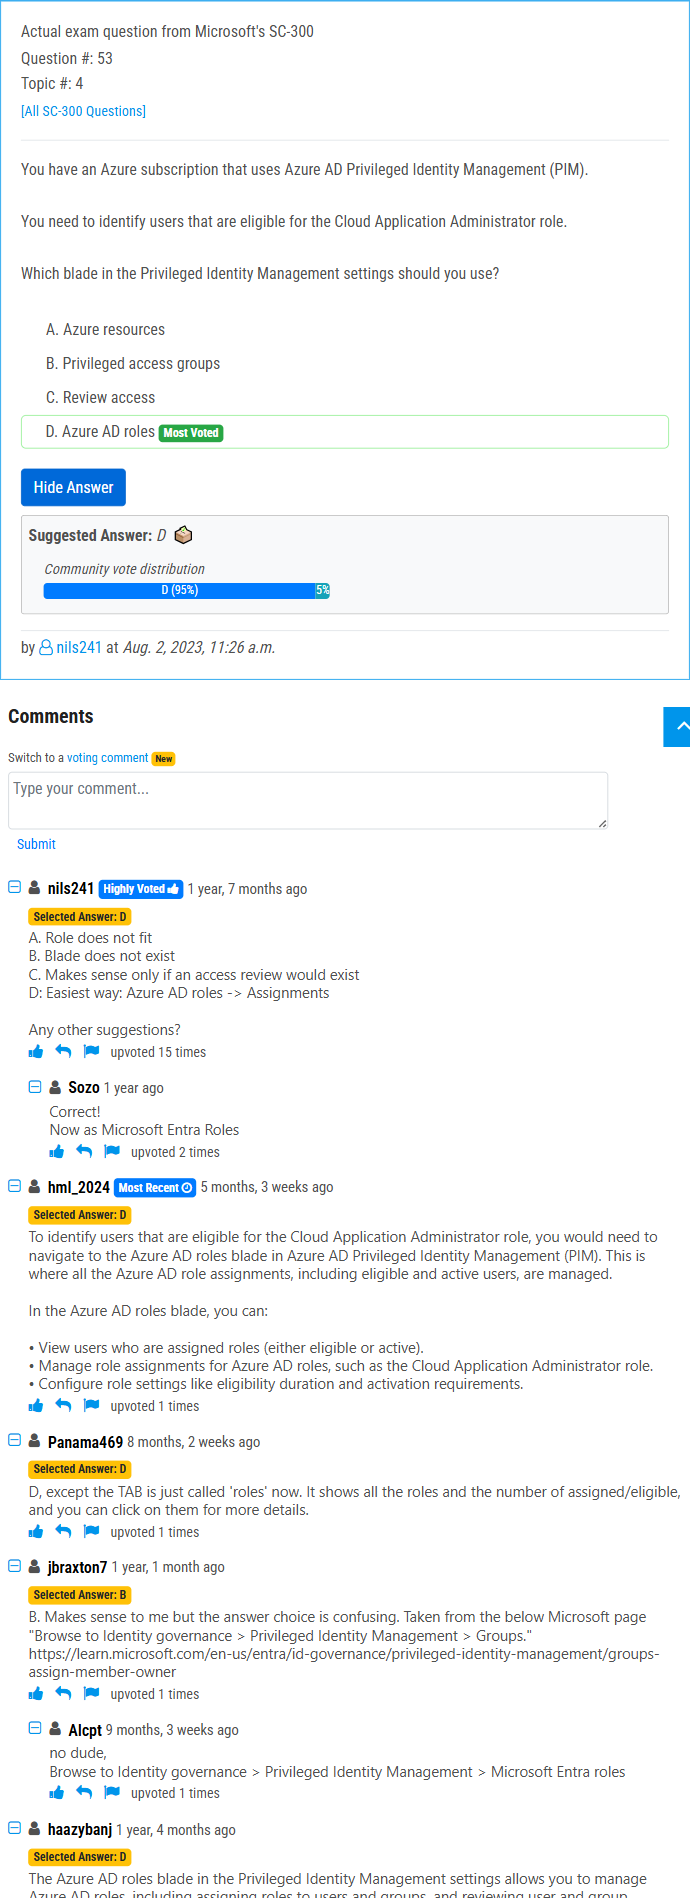 Actual exam question from Microsoft's SC-300
Question #: 53
Topic #: 4
[All SC-300 Questions]
You have an Azure subscription that uses Azure AD Privileged Identity Management (PIM).
You need to identify users that are eligible for the Cloud Application Administrator role.
Which blade in the Privileged Identity Management settings should you use?
A. Azure resources
B. Privileged access groups
C. Review access
D. Azure AD roles Most Voted
Hide Answer
Suggested Answer: D
Community vote distribution
D (95%) 5%
by nils241 at Aug. 2, 2023, 11:26 a.m.
Comments
Switch to a voting comment New
Type your comment...
Submit
nils241 Highly Voted 1 year, 7 months ago
Selected Answer: D
A. Role does not fit
B. Blade does not exist
C. Makes sense only if an access review would exist
D: Easiest way: Azure AD roles -> Assignments
Any other suggestions?
upvoted 15 times
Sozo 1 year ago
Correct!
Now as Microsoft Entra Roles
upvoted 2 times
hml_2024 Most Recent 5 months, 3 weeks ago
Selected Answer: D
To identify users that are eligible for the Cloud Application Administrator role, you would need to
navigate to the Azure AD roles blade in Azure AD Privileged Identity Management (PIM). This is
where all the Azure AD role assignments, including eligible and active users, are managed.
In the Azure AD roles blade, you can:
• View users who are assigned roles (either eligible or active).
• Manage role assignments for Azure AD roles, such as the Cloud Application Administrator role.
• Configure role settings like eligibility duration and activation requirements.
upvoted 1 times
Panama469 8 months, 2 weeks ago
Selected Answer: D
D, except the TAB is just called 'roles' now. It shows all the roles and the number of assigned/eligible,
and you can click on them for more details.
upvoted 1 times
jbraxton7 1 year, 1 month ago
Selected Answer: B
B. Makes sense to me but the answer choice is confusing. Taken from the below Microsoft page
"Browse to Identity governance > Privileged Identity Management > Groups."
https://learn.microsoft.com/en-us/entra/id-governance/privileged-identity-management/groups-
assign-member-owner
upvoted 1 times
Alcpt 9 months, 3 weeks ago
no dude,
Browse to Identity governance > Privileged Identity Management > Microsoft Entra roles
upvoted 1 times
haazybanj 1 year, 4 months ago
Selected Answer: D
The Azure AD roles blade in the Privileged Identity Management settings allows you to manage
Azure AD roles, including assigning roles to users and groups, and reviewing user and group